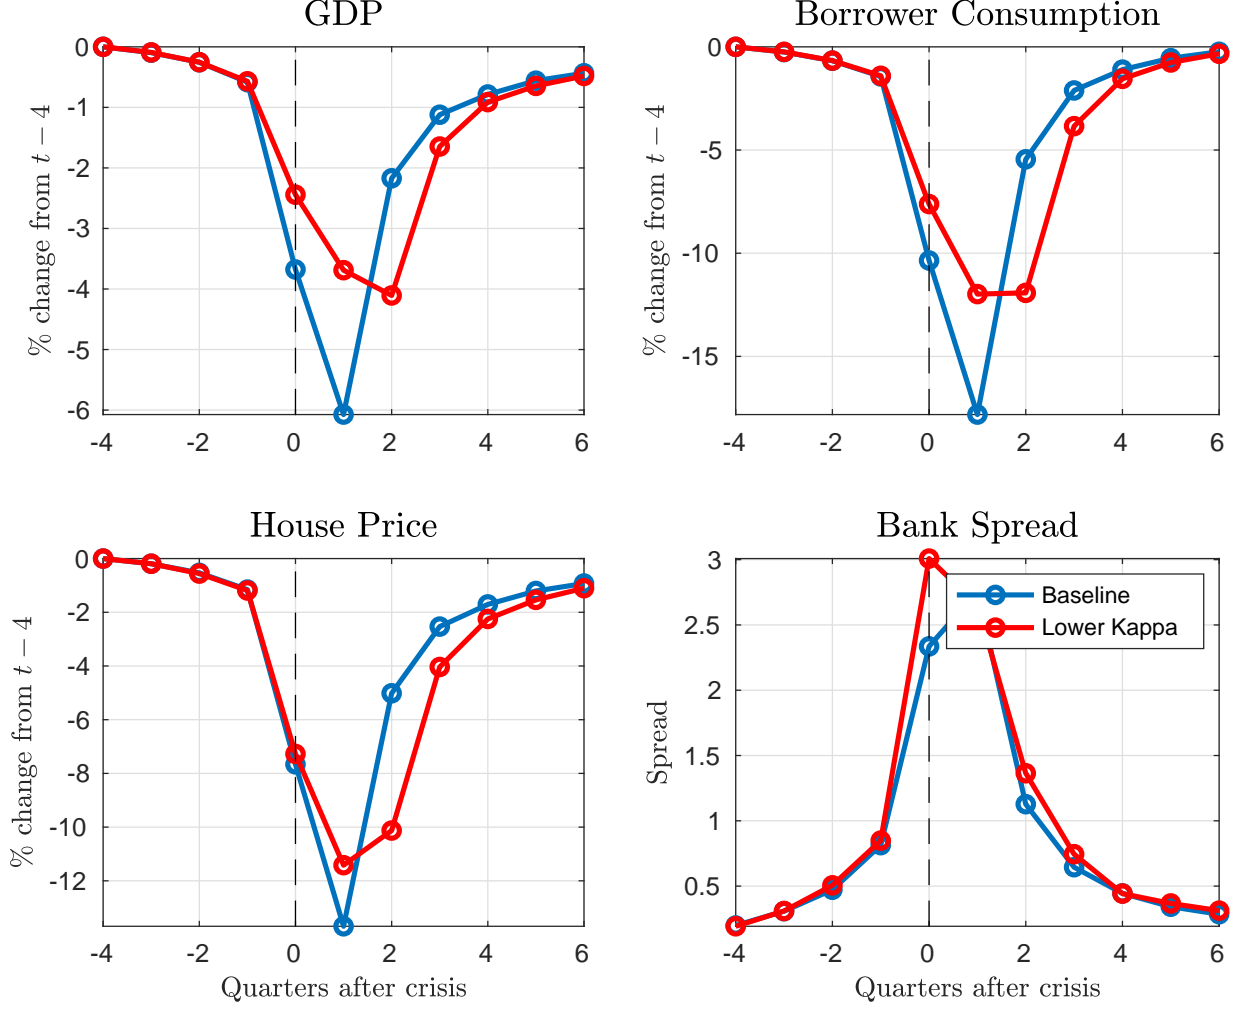 GDP
0
-1
-2
-3
-4
-5
-6
% change from t − 4
-4 -2 0 2 4 6
Borrower Consumption
0
-5
-10
-15
% change from t − 4
-4 -2 0 2 4 6
House Price
0
-2
-4
-6
-8
-10
-12
% change from t − 4
-4 -2 0 2 4 6
Quarters after crisis
Bank Spread
3
2.5
2
1.5
1
0.5
Spread
Baseline
Lower Kappa
-4 -2 0 2 4 6
Quarters after crisis